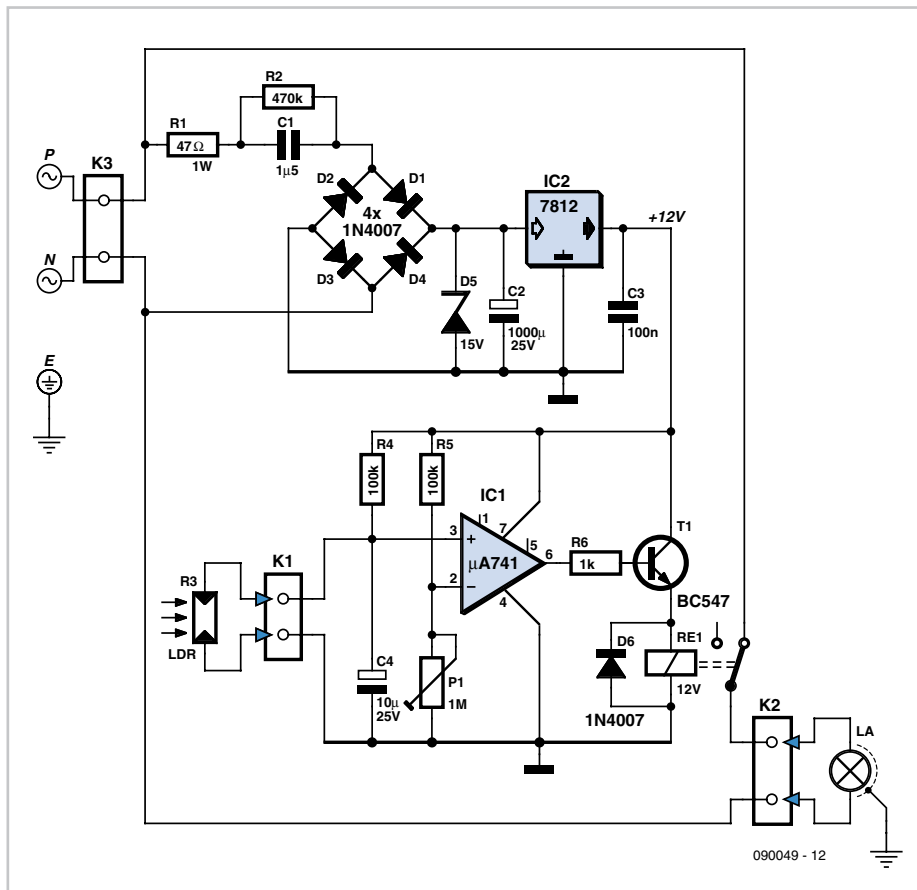 R2
470k
R1
C1
47Ω
1W
1µ5
P
K3
N
E
D2
D1
4x
1N4007
D3
D4
IC2
7812
+12V
D5
15V
C2
1000µ
25V
C3
100n
R4
100k
R5
100k
IC1
1
7
3
+
5
µA741
6
2
–
4
R6
1k
T1
BC547
K1
R3
LDR
C4
10µ
25V
P1
1M
D6
1N4007
RE1
12V
K2
LA
090049 - 12